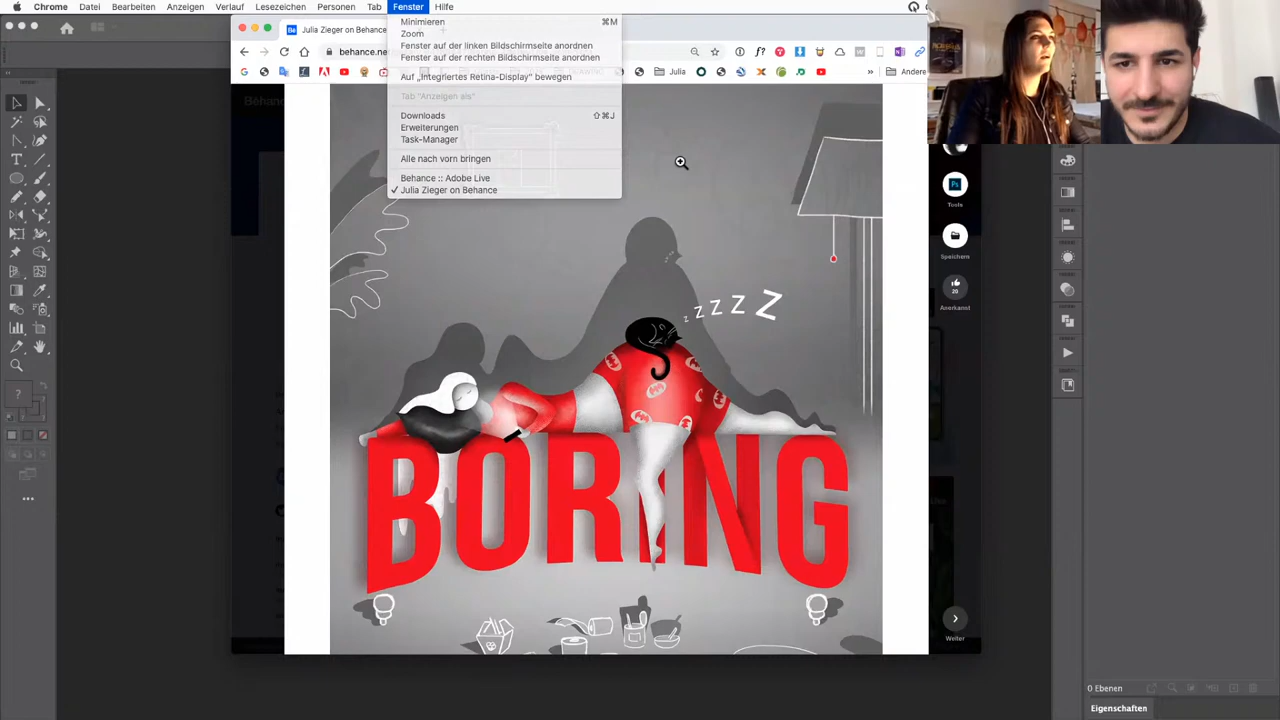 Chrome Datei Bearbeiten Anzeigen Verlauf Lesezeichen Personen Tab Fenster Hilfe
Julia Zieger on Behance
Minimieren ⌘M
Zoom
Fenster auf der linken Bildschirmseite anordnen
Fenster auf der rechten Bildschirmseite anordnen
Auf „Integriertes Retina-Display" bewegen
Tab "Anzeigen als"
Downloads ⇧⌘J
Erweiterungen
Task-Manager
Alle nach vorn bringen
Behance :: Adobe Live
✓ Julia Zieger on Behance
behance.ne
Julia
Andere
Ps
Tools
Speichern
20
Anerkannt
z z z z Z
BORING
Weiter
0 Ebenen
Eigenschaften